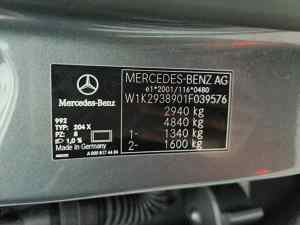 MERCEDES-BENZ AG
e1*2001/116*0480
W1K2938901F039576
2940 kg
4840 kg
1- 1340 kg
2- 1600 kg
Mercedes-Benz
992
TYP: 204 X
PZ: 8
1,0 %
Made in Germany